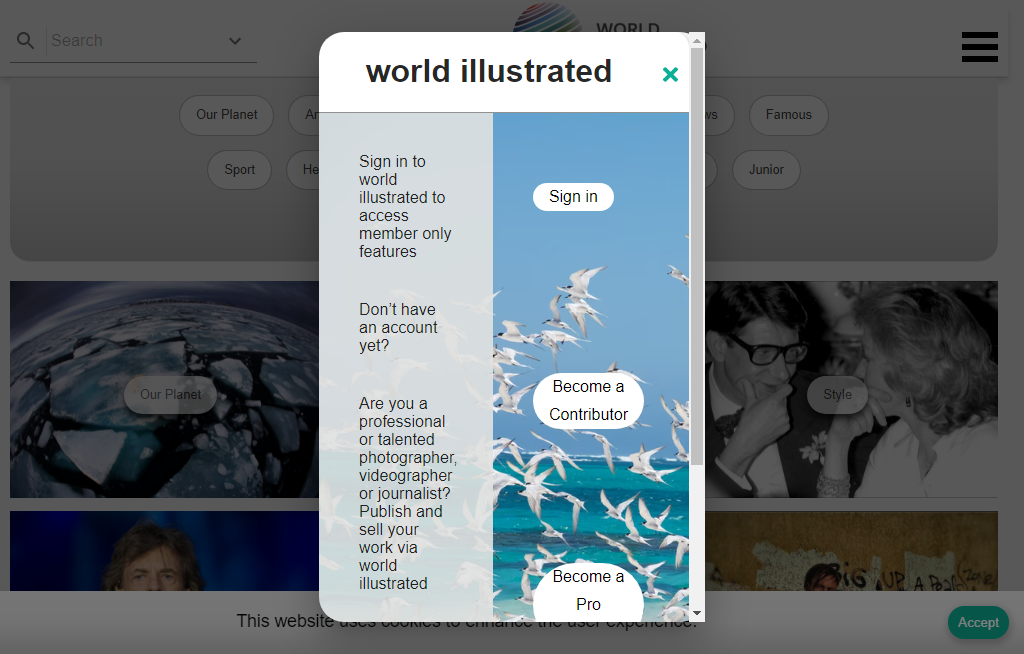 WORLD
Search
world illustrated
Our Planet
Famous
Sport
Junior
Sign in to
world
illustrated to
access
member only
features
Sign in
Don't have
an account
yet?
Become a
Contributor
Are you a
professional
or talented
photographer,
videographer
or journalist?
Publish and
sell your
work via
world
illustrated
Become a
Pro
Our Planet
Style
This website uses cookies to enhance the user experience.
Accept